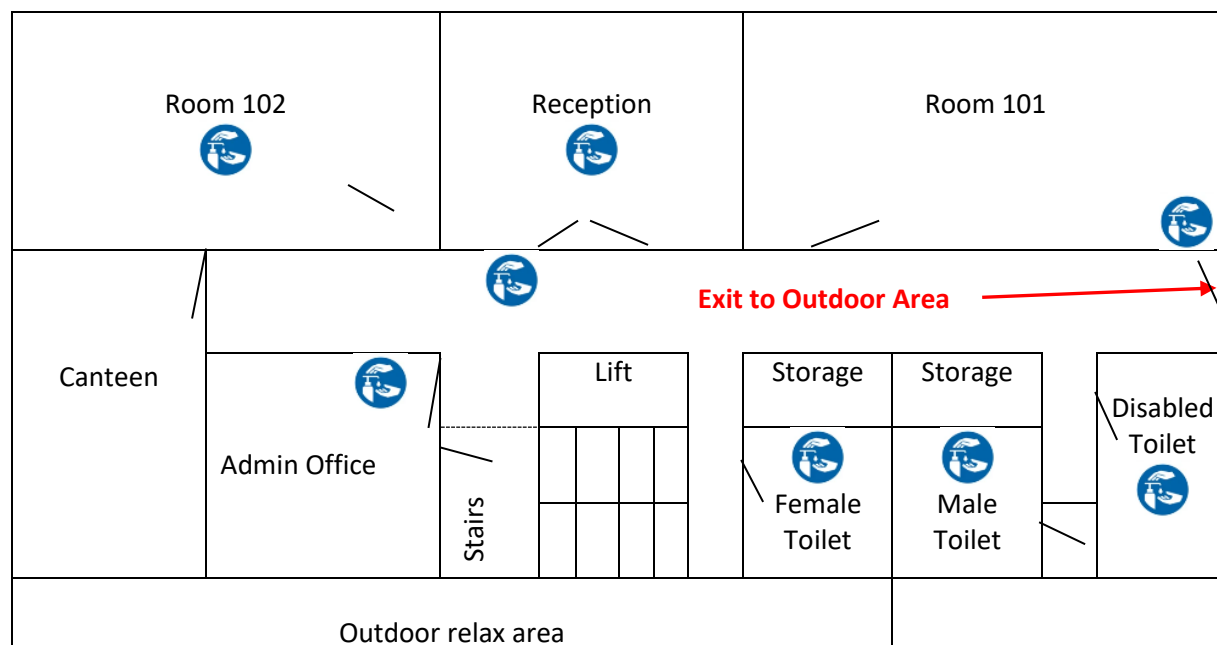 Room 102
Reception
Room 101
Exit to Outdoor Area
Canteen
Lift
Storage
Storage
Disabled
Toilet
Admin Office
Stairs
Female
Toilet
Male
Toilet
Outdoor relax area